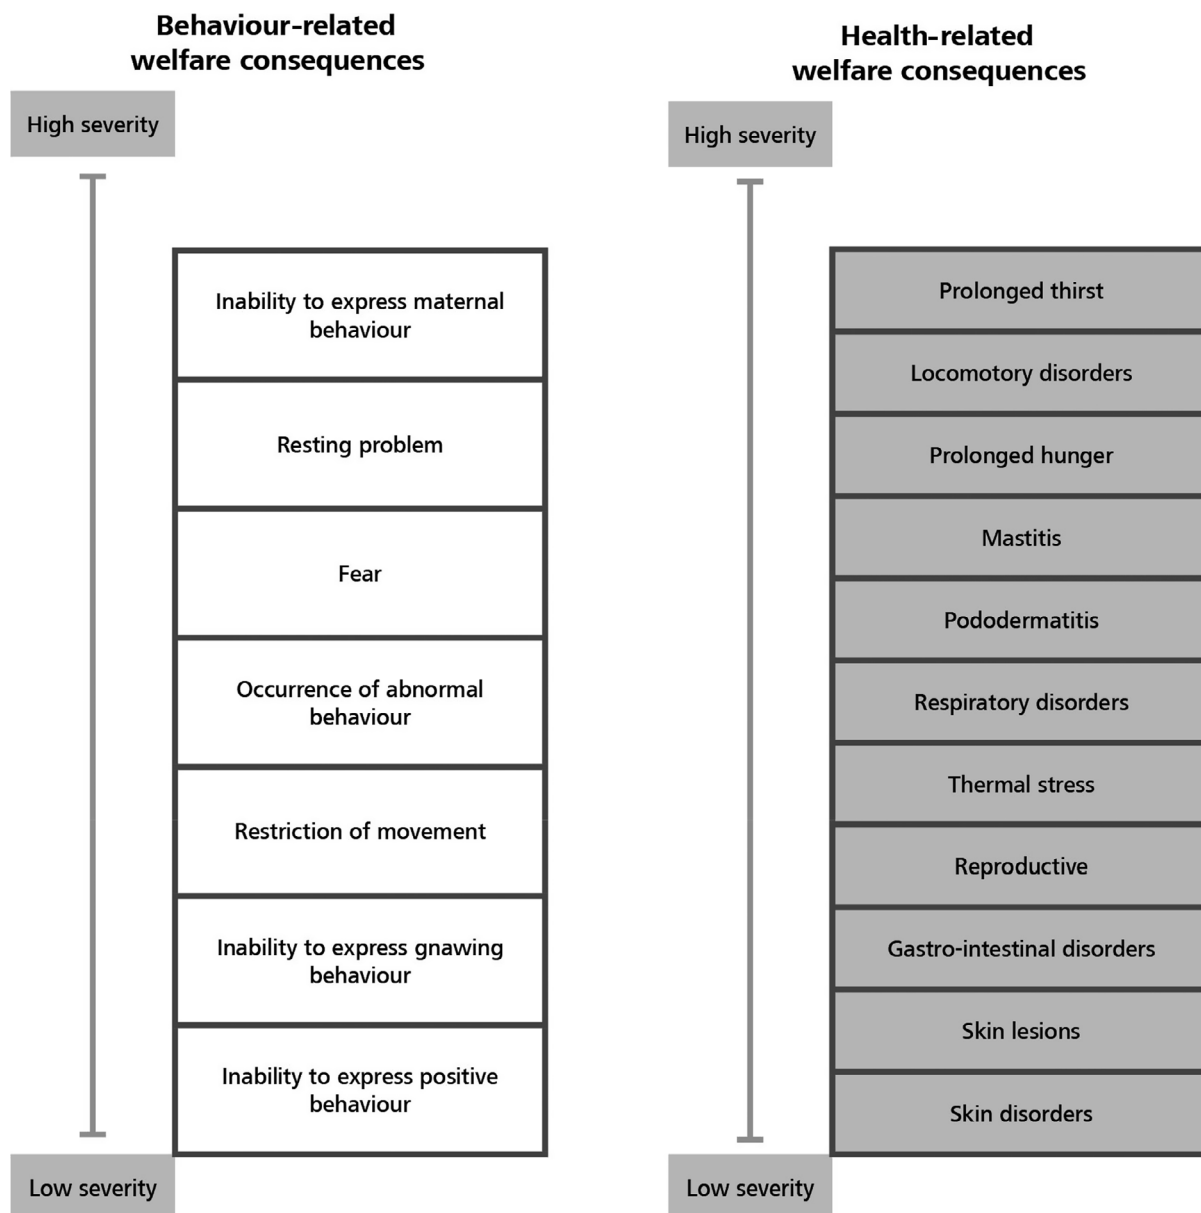 Behaviour-related
welfare consequences
High severity
Inability to express maternal
behaviour
Resting problem
Fear
Occurrence of abnormal
behaviour
Restriction of movement
Inability to express gnawing
behaviour
Inability to express positive
behaviour
Low severity
Health-related
welfare consequences
High severity
Prolonged thirst
Locomotory disorders
Prolonged hunger
Mastitis
Pododermatitis
Respiratory disorders
Thermal stress
Reproductive
Gastro-intestinal disorders
Skin lesions
Skin disorders
Low severity